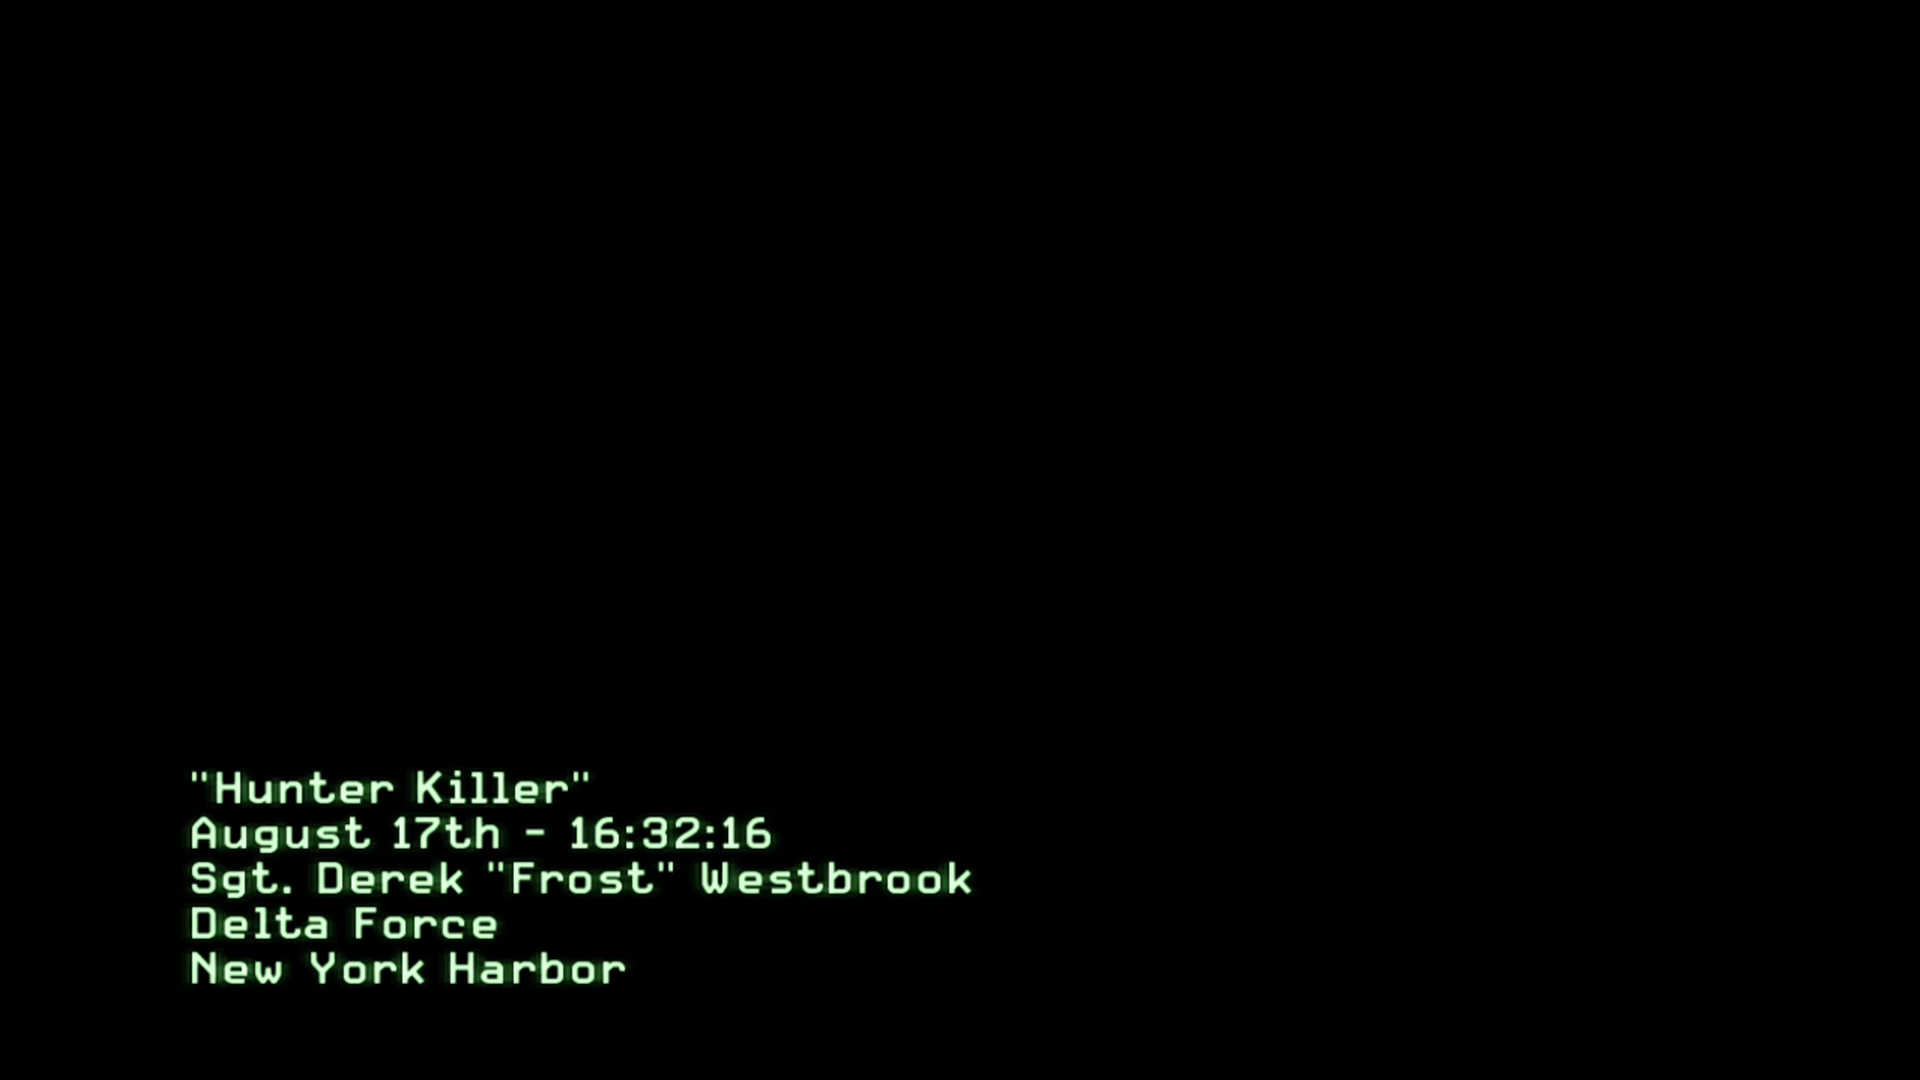 "Hunter Killer"
August 17th - 16:32:16
Sgt. Derek "Frost" Westbrook
Delta Force
New York Harbor